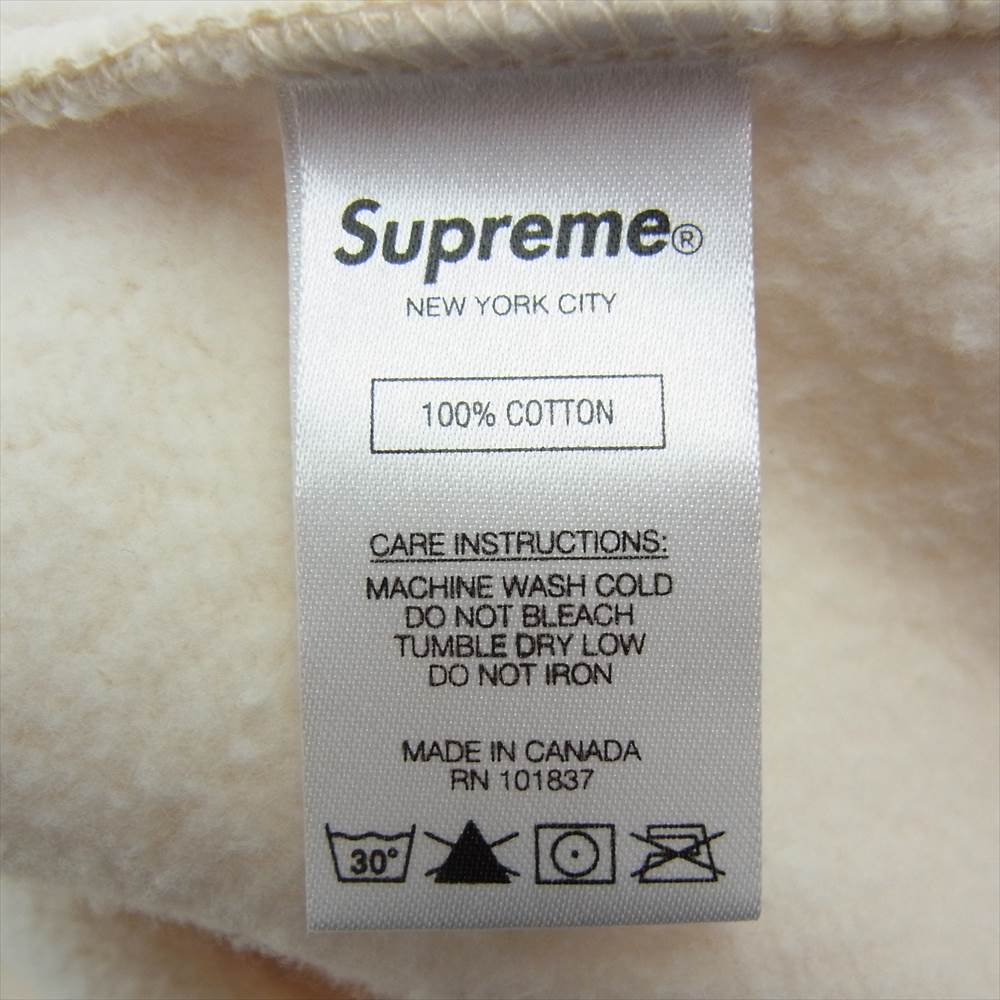 Supreme®
NEW YORK CITY
100% COTTON
CARE INSTRUCTIONS:
MACHINE WASH COLD
DO NOT BLEACH
TUMBLE DRY LOW
DO NOT IRON
MADE IN CANADA
RN 101837
30°